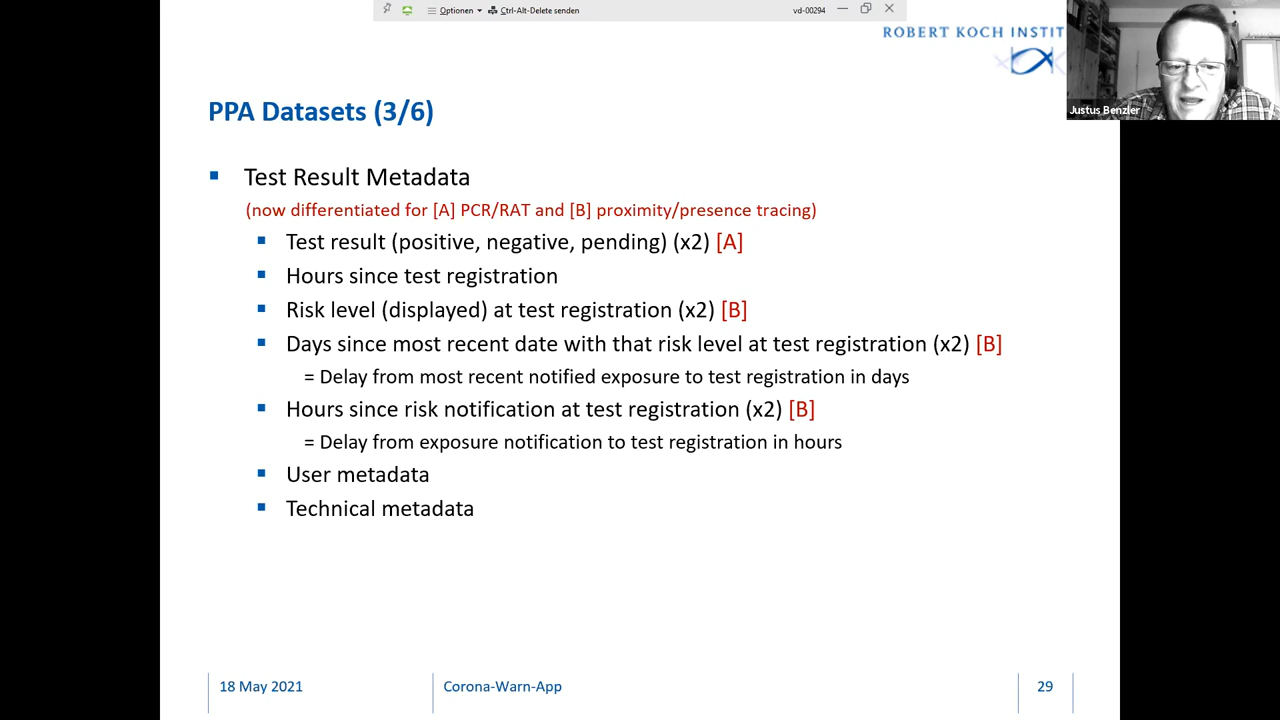 Optionen
Ctrl-Alt-Delete senden
vd-00294
ROBERT KOCH INSTIT
Justus Benzler
PPA Datasets (3/6)
Test Result Metadata
(now differentiated for [A] PCR/RAT and [B] proximity/presence tracing)
Test result (positive, negative, pending) (x2) [A]
Hours since test registration
Risk level (displayed) at test registration (x2) [B]
Days since most recent date with that risk level at test registration (x2) [B]
= Delay from most recent notified exposure to test registration in days
Hours since risk notification at test registration (x2) [B]
= Delay from exposure notification to test registration in hours
User metadata
Technical metadata
18 May 2021
Corona-Warn-App
29